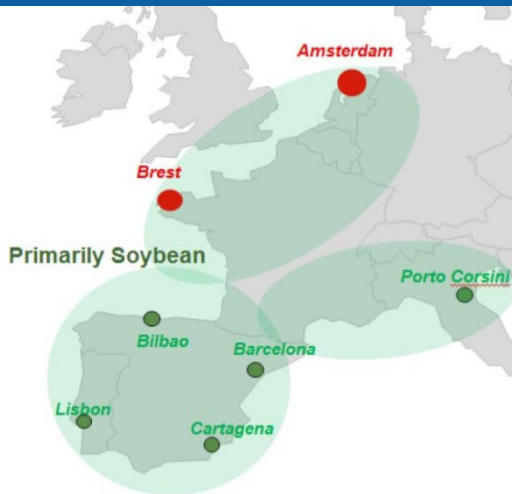 Amsterdam
Brest
Primarily Soybean
Porto Corsini
Bilbao
Barcelona
Lisbon
Cartagena